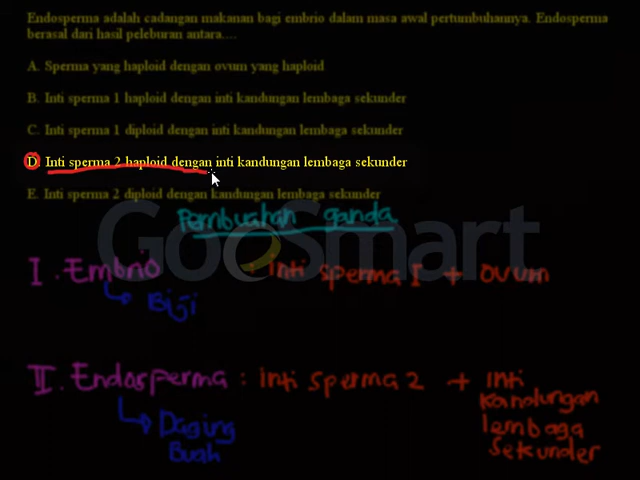 Endosperma adalah cadangan makanan bagi embrio dalam masa awal pertumbuhannya. Endosperma
berasal dari hasil peleburan antara....
A. Sperma yang haploid dengan ovum yang haploid
B. Inti sperma 1 haploid dengan inti kandungan lembaga sekunder
C. Inti sperma 1 diploid dengan inti kandungan lembaga sekunder
D. Inti sperma 2 haploid dengan inti kandungan lembaga sekunder
E. Inti sperma 2 diploid dengan kandungan lembaga sekunder
Pembuahan ganda
GooSmart
I. Embrio : Inti sperma I + Ovum
Biji
II. Endosperma : inti sperma 2 + inti
kandungan
lembaga
sekunder
Daging
Buah